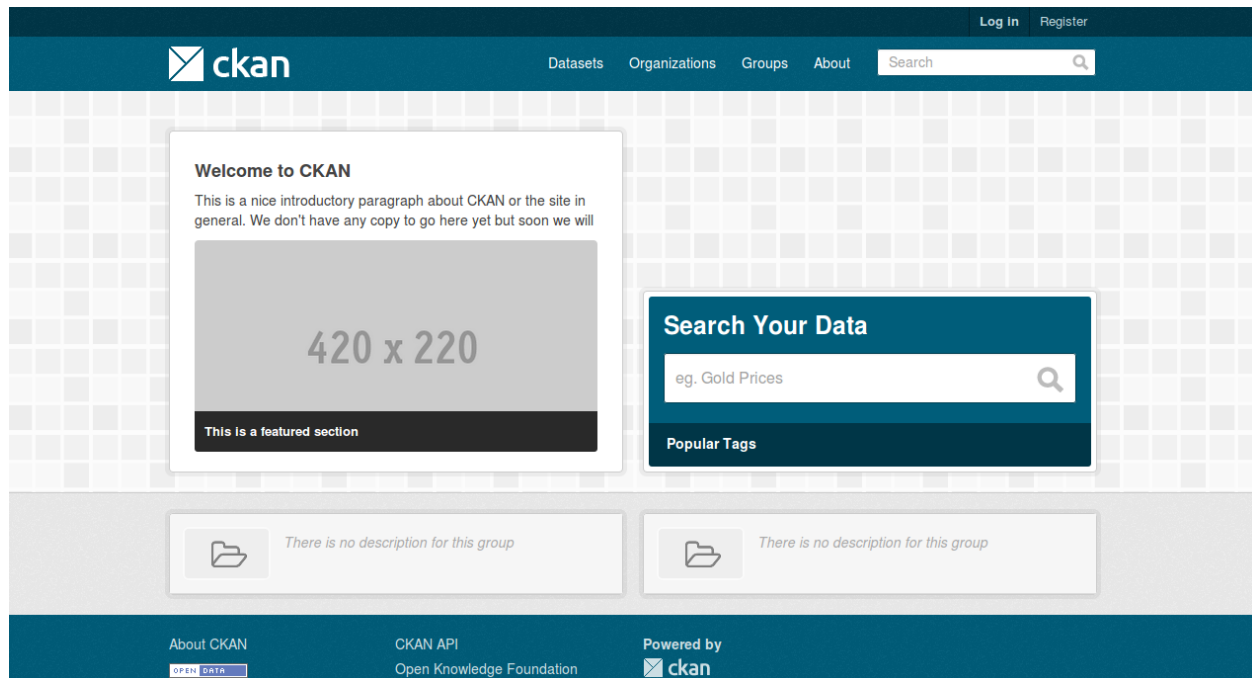 Log in Register
ckan
Datasets Organizations Groups About Search
Welcome to CKAN
This is a nice introductory paragraph about CKAN or the site in
general. We don't have any copy to go here yet but soon we will
420 x 220
This is a featured section
Search Your Data
eg. Gold Prices
Popular Tags
There is no description for this group
There is no description for this group
About CKAN
OPEN DATA
CKAN API
Open Knowledge Foundation
Powered by
ckan